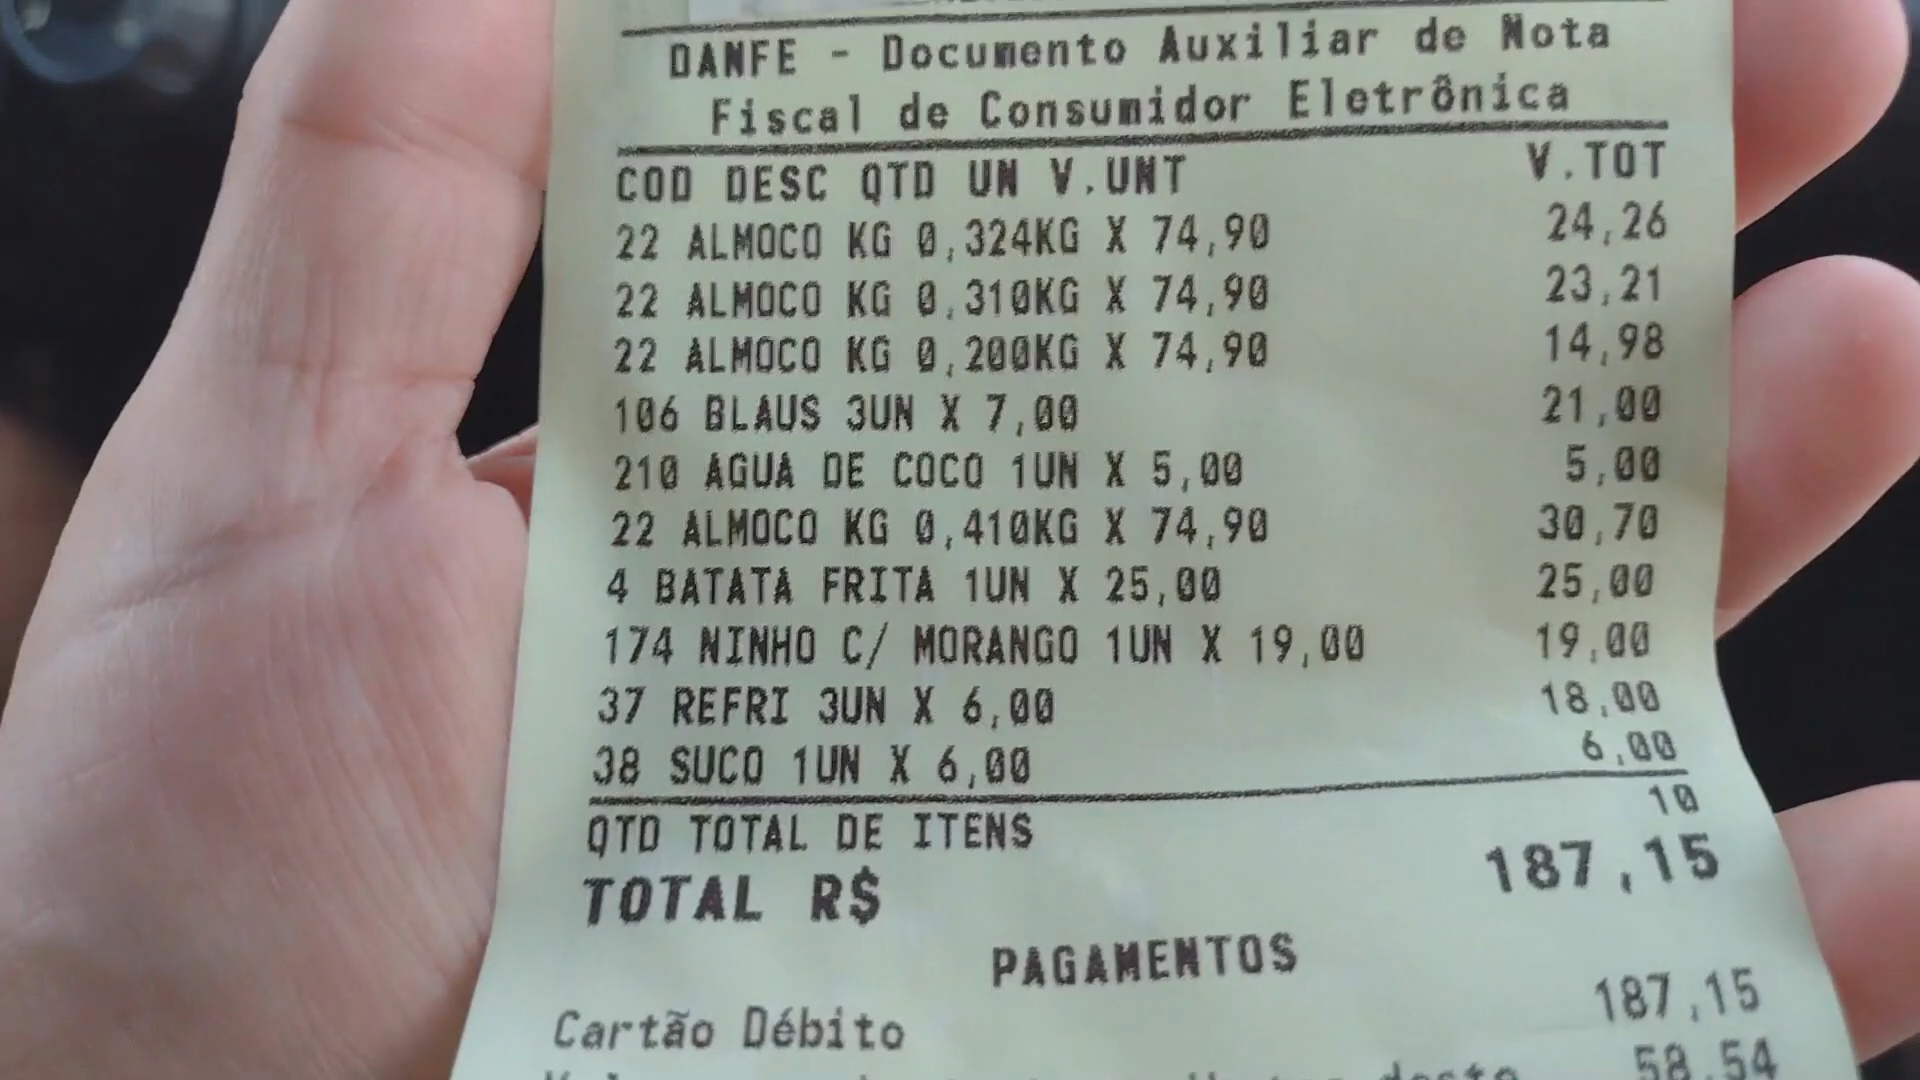 DANFE - Documento Auxiliar de Nota
Fiscal de Consumidor Eletrônica
COD DESC QTD UN V.UNT V.TOT
22 ALMOCO KG 0,324KG X 74,90 24,26
22 ALMOCO KG 0,310KG X 74,90 23,21
22 ALMOCO KG 0,200KG X 74,90 14,98
106 BLAUS 3UN X 7,00 21,00
210 AGUA DE COCO 1UN X 5,00 5,00
22 ALMOCO KG 0,410KG X 74,90 30,70
4 BATATA FRITA 1UN X 25,00 25,00
174 NINHO C/ MORANGO 1UN X 19,00 19,00
37 REFRI 3UN X 6,00 18,00
38 SUCO 1UN X 6,00 6,00
QTD TOTAL DE ITENS 10
TOTAL R$ 187,15
PAGAMENTOS
Cartão Débito 187,15
58,54